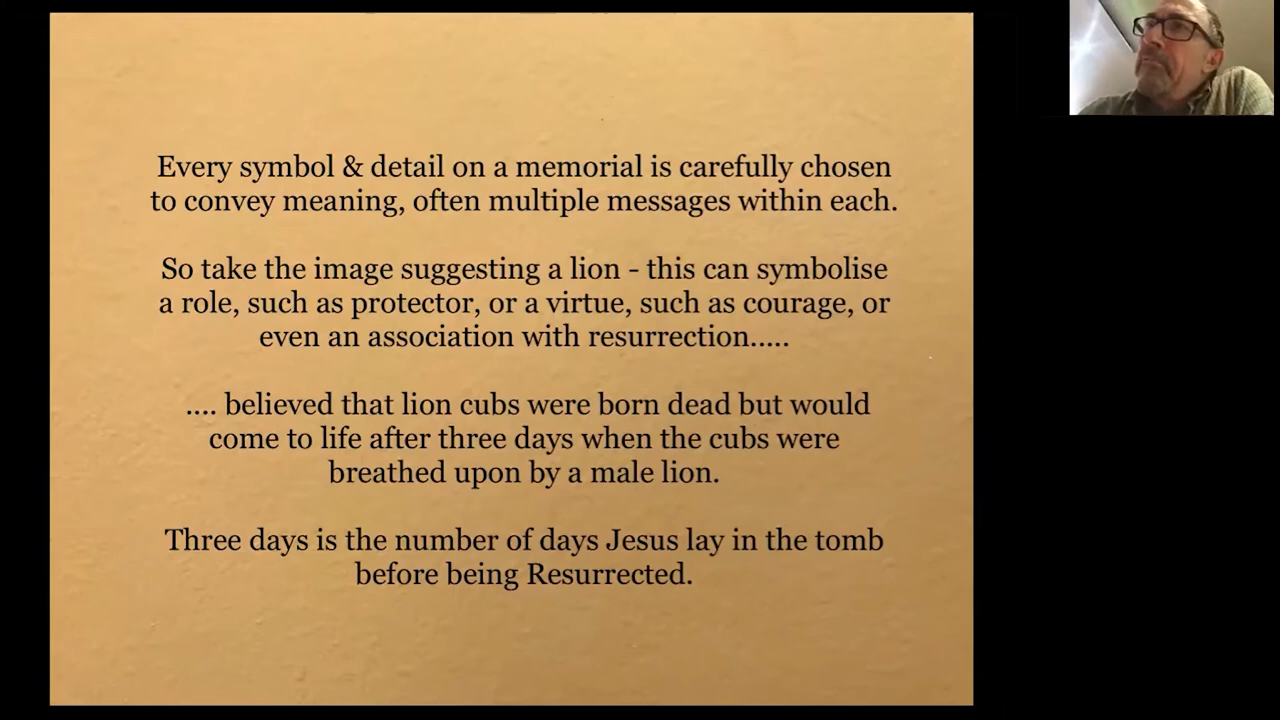 Every symbol & detail on a memorial is carefully chosen
to convey meaning, often multiple messages within each.
So take the image suggesting a lion - this can symbolise
a role, such as protector, or a virtue, such as courage, or
even an association with resurrection.....
.... believed that lion cubs were born dead but would
come to life after three days when the cubs were
breathed upon by a male lion.
Three days is the number of days Jesus lay in the tomb
before being Resurrected.